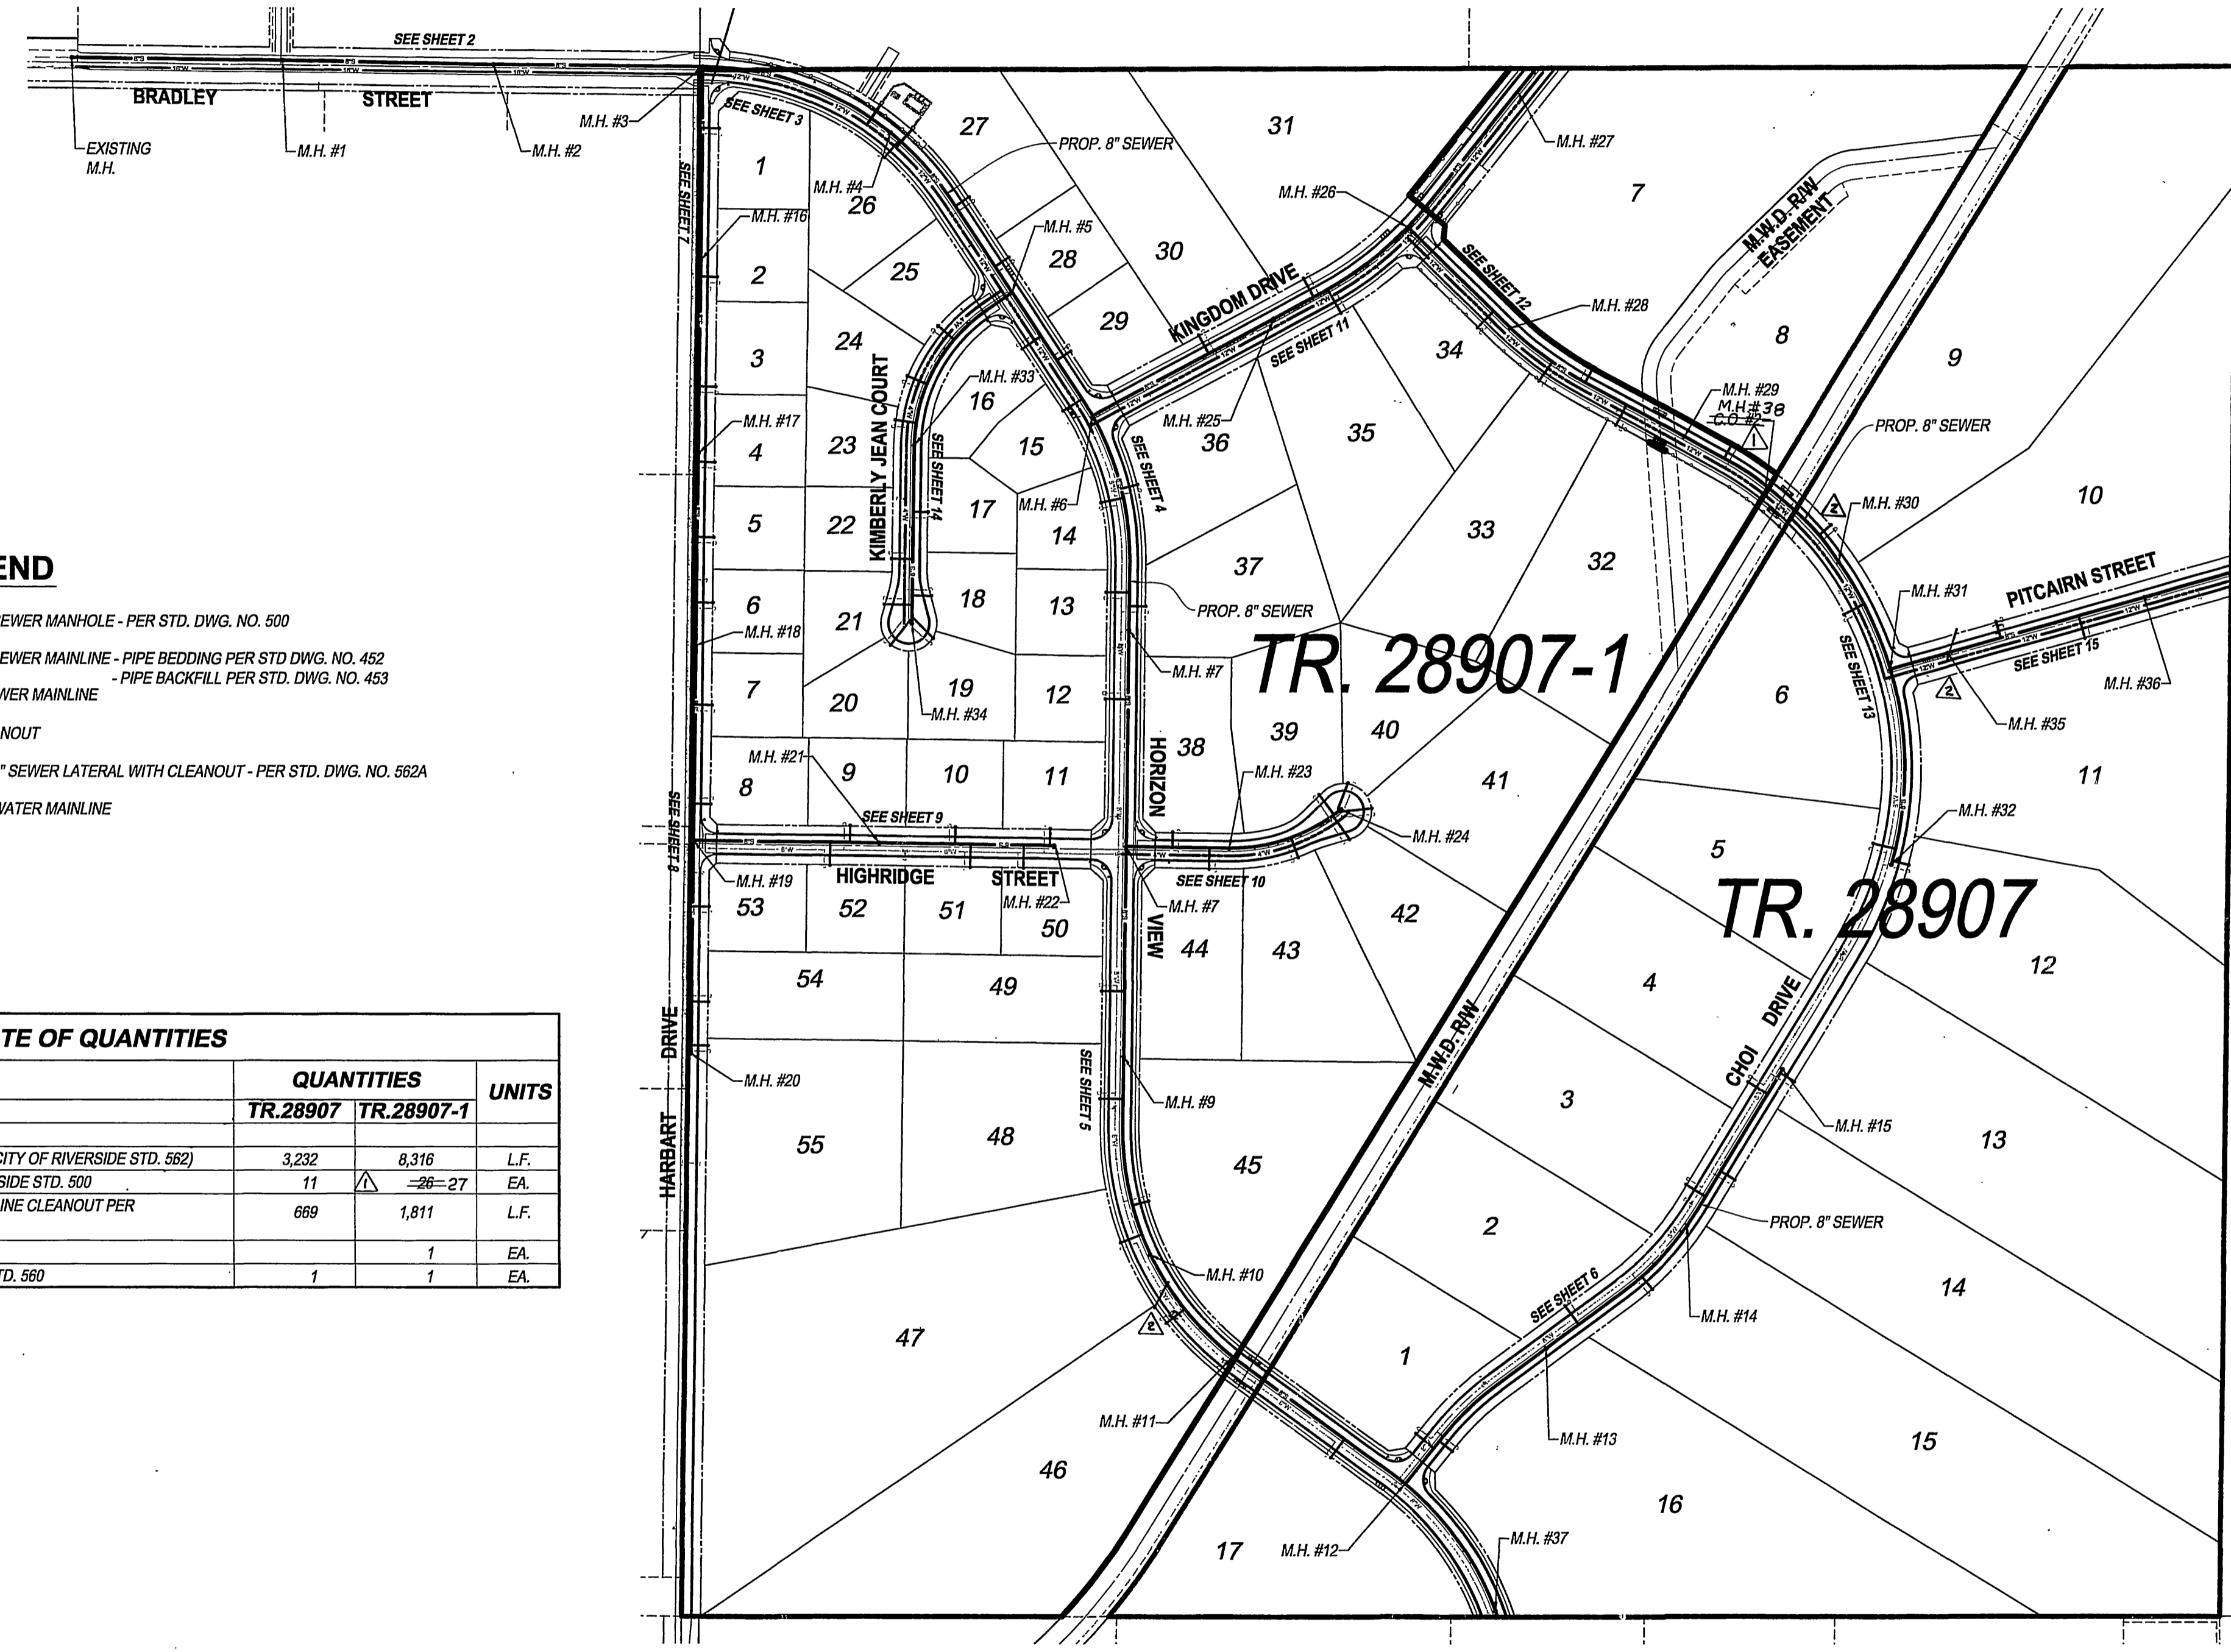 SEE SHEET 2
BRADLEY STREET
EXISTING
M.H.
M.H. #1
M.H. #2
M.H. #3
SEE SHEET 3
M.H. #4
PROP. 8" SEWER
M.H. #5
27
31
M.H. #27
M.H. #26
7
M.W.D. R/W
EASEMENT
SEE SHEET 7
1
M.H. #16
26
2
25
28
30
29
KINGDOM DRIVE
SEE SHEET 11
SEE SHEET 12
M.H. #28
8
9
3
24
M.H. #33
16
34
M.H. #29
M.H.#38
C.O. #2
1
PROP. 8" SEWER
M.H. #17
4
23
KIMBERLY JEAN COURT
SEE SHEET 14
15
M.H. #25
36
35
SEE SHEET 4
M.H. #6
10
2
M.H. #30
5
22
17
14
37
33
32
PITCAIRN STREET
M.H. #31
SEE SHEET 15
M.H. #36
2
M.H. #35
6
M.H. #18
21
18
13
PROP. 8" SEWER
TR. 28907-1
M.H. #7
SEE SHEET 13
6
7
20
19
M.H. #34
12
HORIZON VIEW
38
39
40
41
11
M.H. #21
8
9
10
11
M.H. #23
M.H. #24
M.H. #32
SEE SHEET 8
SEE SHEET 9
5
M.H. #19
HIGHRIDGE STREET
SEE SHEET 10
M.H. #22
M.H. #7
53
52
51
50
44
43
42
TR. 28907
12
54
49
4
CHOI DRIVE
M.W.D. R/W
HARBART DRIVE
M.H. #20
SEE SHEET 5
M.H. #9
3
M.H. #15
13
55
48
45
2
PROP. 8" SEWER
M.H. #10
SEE SHEET 6
14
M.H. #14
47
2
1
M.H. #11
M.H. #13
15
46
16
17
M.H. #12
M.H. #37
END
EWER MANHOLE - PER STD. DWG. NO. 500
EWER MAINLINE - PIPE BEDDING PER STD DWG. NO. 452
- PIPE BACKFILL PER STD. DWG. NO. 453
WER MAINLINE
NOUT
" SEWER LATERAL WITH CLEANOUT - PER STD. DWG. NO. 562A
WATER MAINLINE
TE OF QUANTITIES
QUANTITIES UNITS
TR.28907 TR.28907-1
CITY OF RIVERSIDE STD. 562) 3,232 8,316 L.F.
SIDE STD. 500 11 1 26 27 EA.
INE CLEANOUT PER 669 1,811 L.F.
1 EA.
TD. 560 1 1 EA.